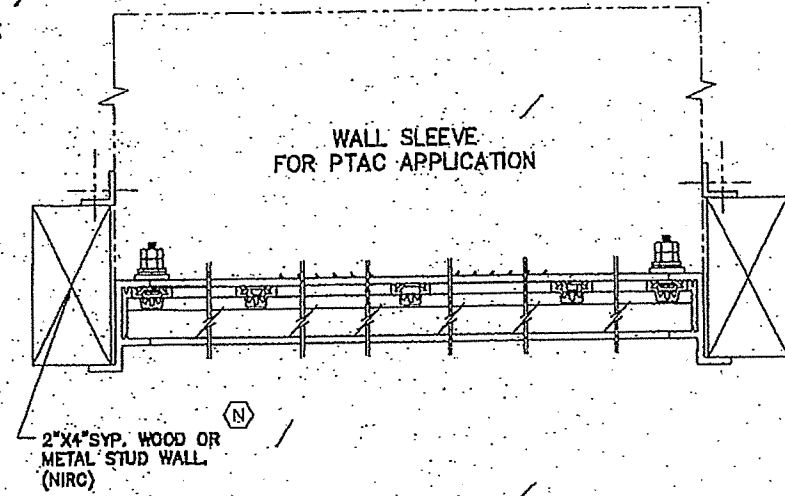 WALL SLEEVE
FOR PTAC APPLICATION
N
2"X4"SYP. WOOD OR
METAL STUD WALL.
(NIRC)